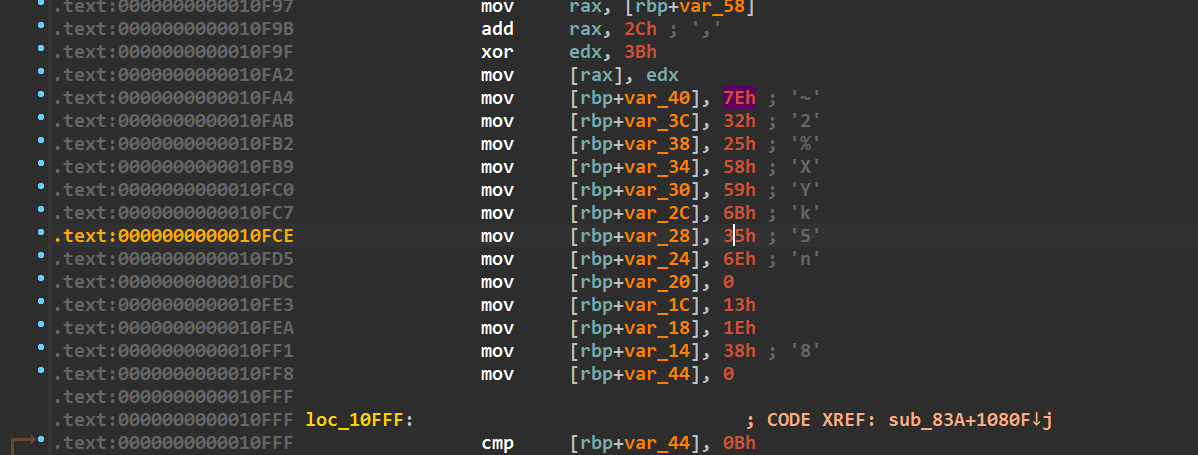 .text:0000000000010F97 mov rax, [rbp+var_58]
.text:0000000000010F9B add rax, 2Ch ; ','
.text:0000000000010F9F xor edx, 3Bh
.text:0000000000010FA2 mov [rax], edx
.text:0000000000010FA4 mov [rbp+var_40], 7Eh ; '~'
.text:0000000000010FAB mov [rbp+var_3C], 32h ; '2'
.text:0000000000010FB2 mov [rbp+var_38], 25h ; '%'
.text:0000000000010FB9 mov [rbp+var_34], 58h ; 'X'
.text:0000000000010FC0 mov [rbp+var_30], 59h ; 'Y'
.text:0000000000010FC7 mov [rbp+var_2C], 6Bh ; 'k'
.text:0000000000010FCE mov [rbp+var_28], 35h ; '5'
.text:0000000000010FD5 mov [rbp+var_24], 6Eh ; 'n'
.text:0000000000010FDC mov [rbp+var_20], 0
.text:0000000000010FE3 mov [rbp+var_1C], 13h
.text:0000000000010FEA mov [rbp+var_18], 1Eh
.text:0000000000010FF1 mov [rbp+var_14], 38h ; '8'
.text:0000000000010FF8 mov [rbp+var_44], 0
.text:0000000000010FFF
.text:0000000000010FFF loc_10FFF: ; CODE XREF: sub_83A+1080F↓j
.text:0000000000010FFF cmp [rbp+var_44], 0Bh